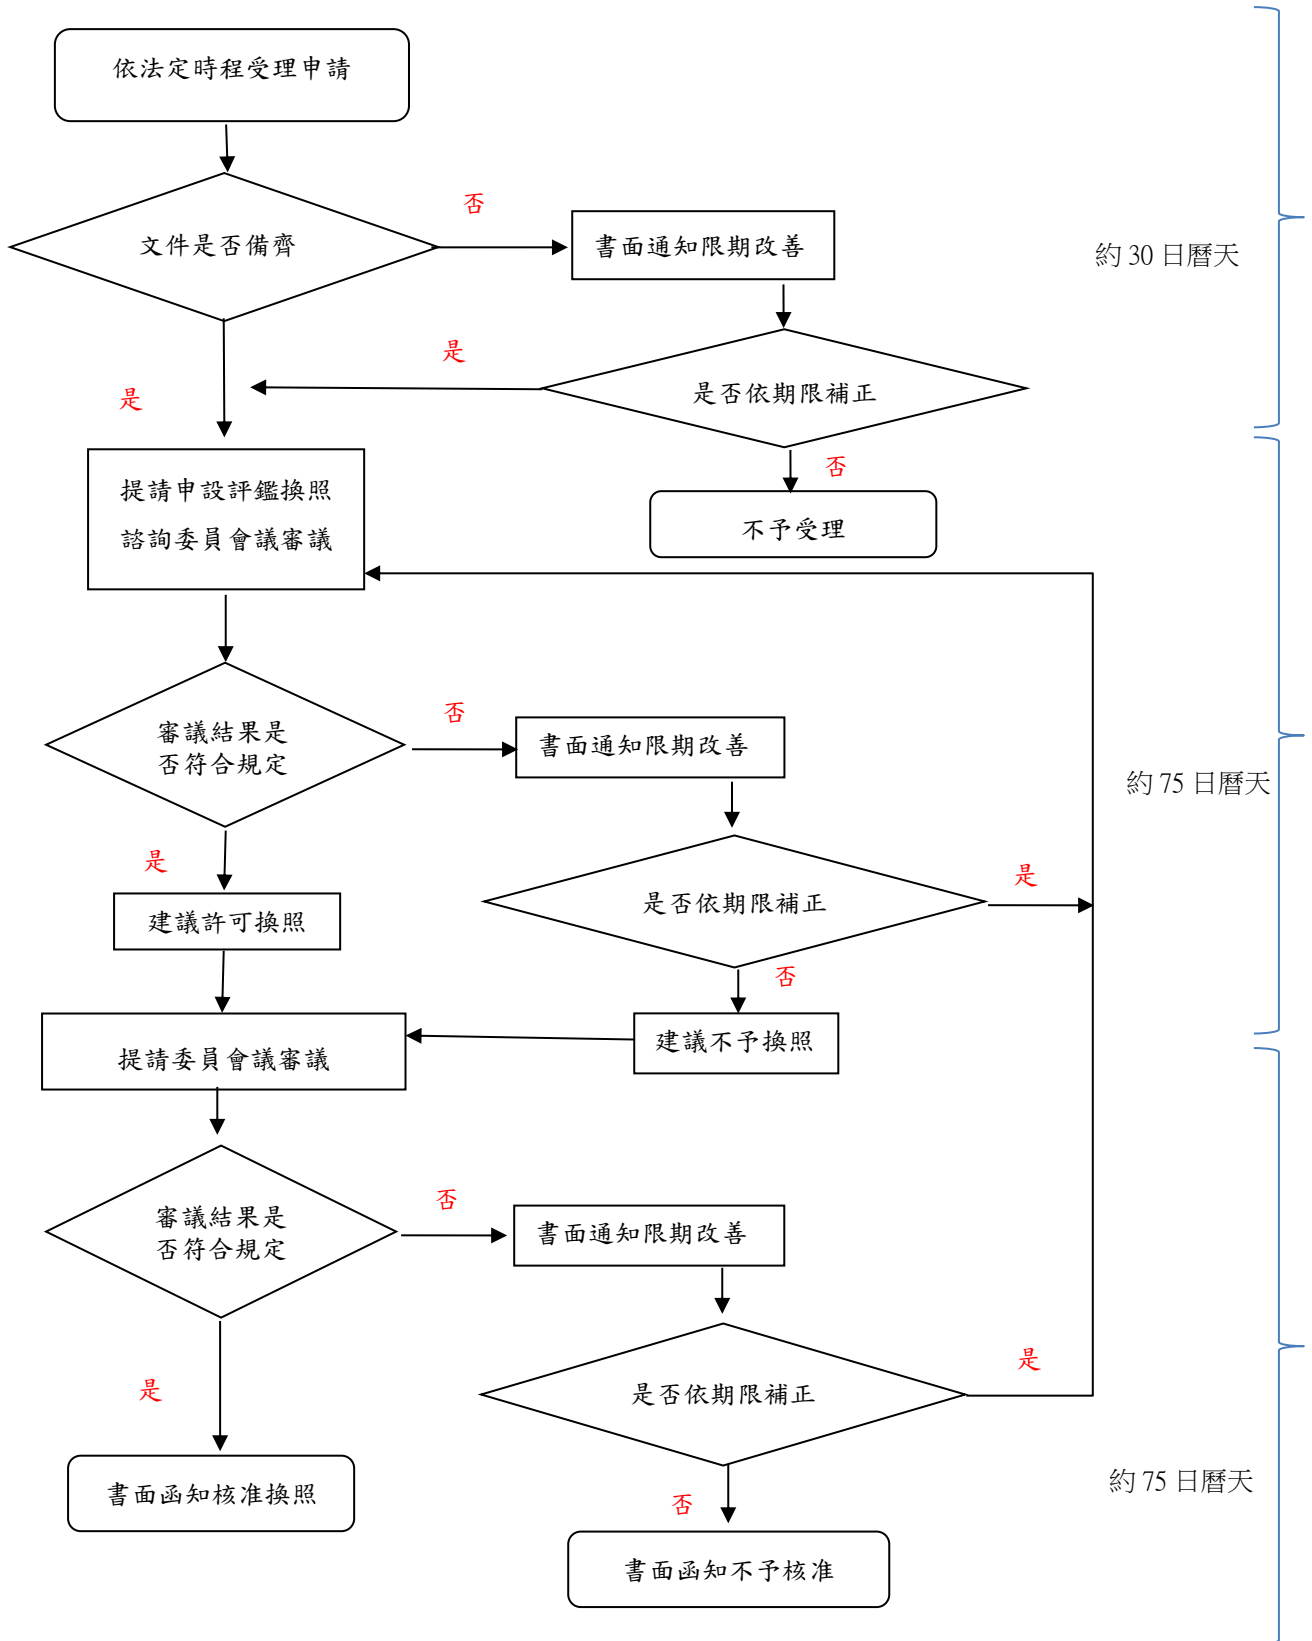 依法定時程受理申請
文件是否備齊
否
書面通知限期改善
約 30 日曆天
是
是否依期限補正
是
否
不予受理
提請申設評鑑換照
諮詢委員會議審議
審議結果是
否符合規定
否
書面通知限期改善
約 75 日曆天
是
是否依期限補正
是
建議許可換照
否
建議不予換照
提請委員會議審議
審議結果是
否符合規定
否
書面通知限期改善
是
是否依期限補正
是
約 75 日曆天
書面函知核准換照
否
書面函知不予核准